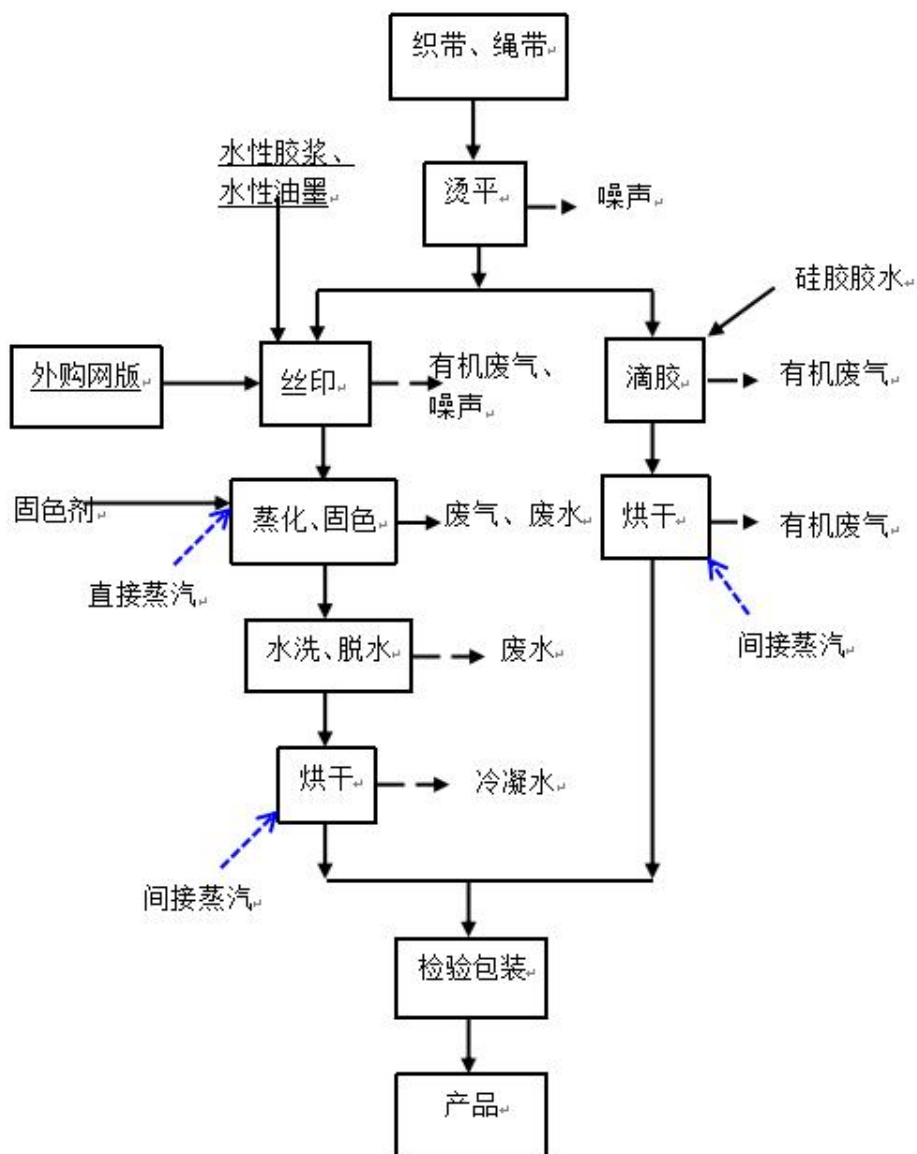 织带、绳带
水性胶浆、
水性油墨
烫平
噪声
硅胶胶水
外购网版
丝印
有机废气、
噪声
滴胶
有机废气
固色剂
蒸化、固色
废气、废水
烘干
有机废气
直接蒸汽
水洗、脱水
废水
间接蒸汽
烘干
冷凝水
间接蒸汽
检验包装
产品